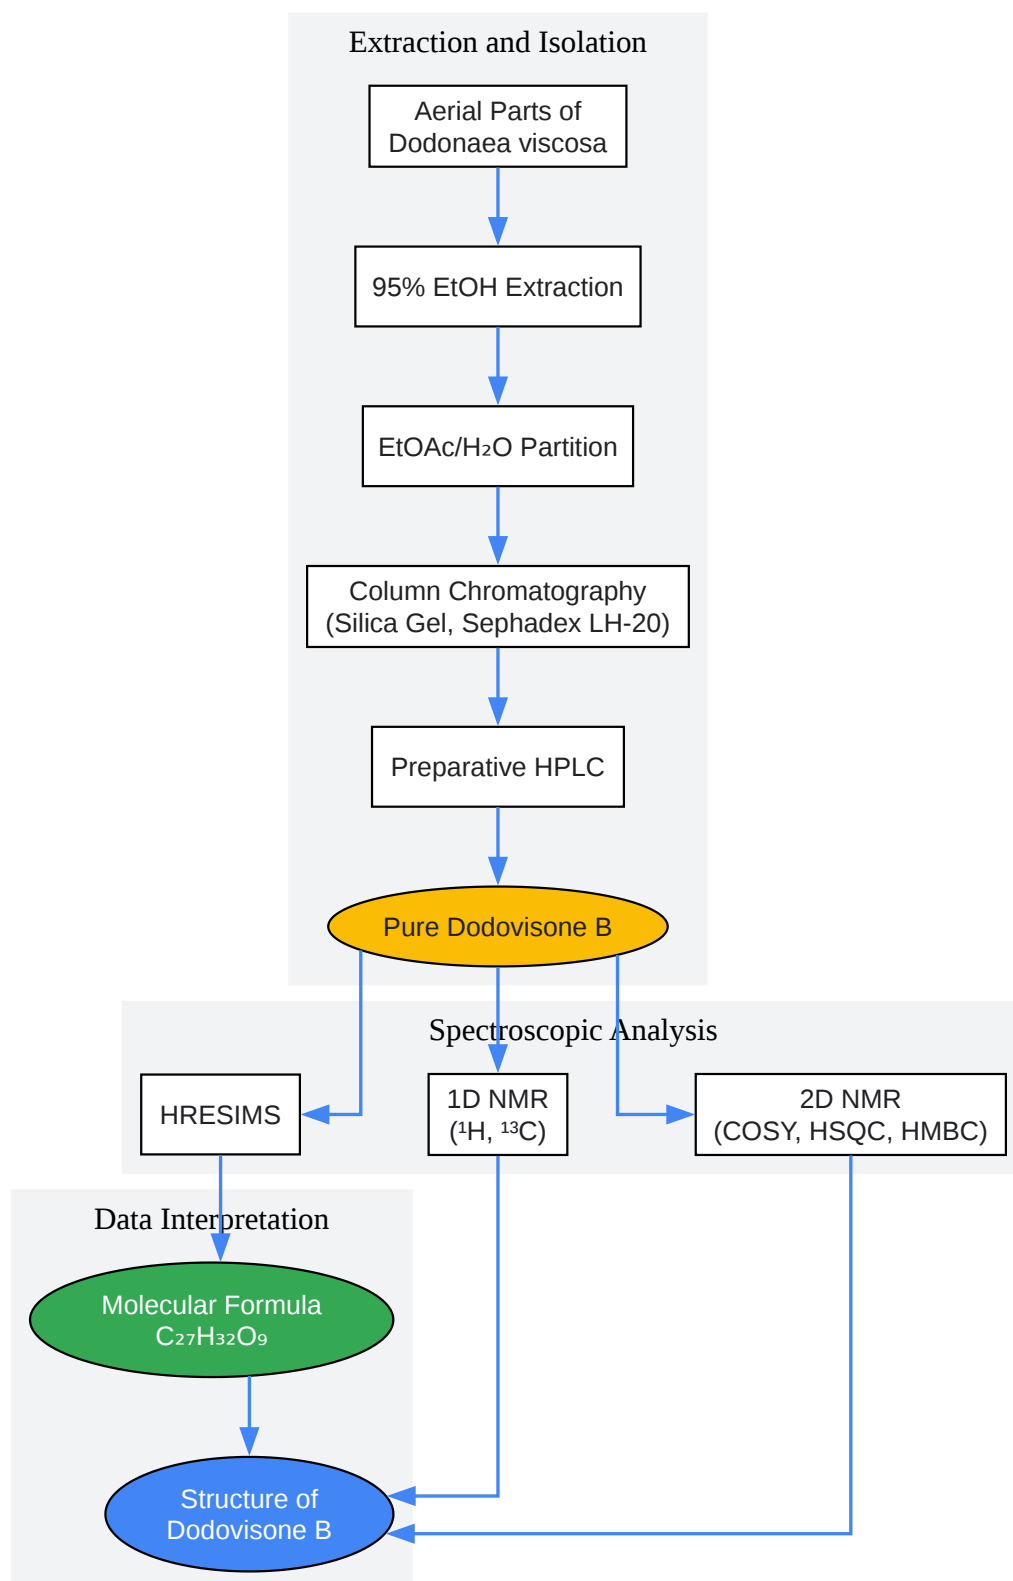 Extraction and Isolation
Aerial Parts of
Dodonaea viscosa
95% EtOH Extraction
EtOAc/H₂O Partition
Column Chromatography
(Silica Gel, Sephadex LH-20)
Preparative HPLC
Pure Dodovisone B
Spectroscopic Analysis
HRESIMS
1D NMR
(¹H, ¹³C)
2D NMR
(COSY, HSQC, HMBC)
Data Interpretation
Molecular Formula
C₂₇H₃₂O₉
Structure of
Dodovisone B